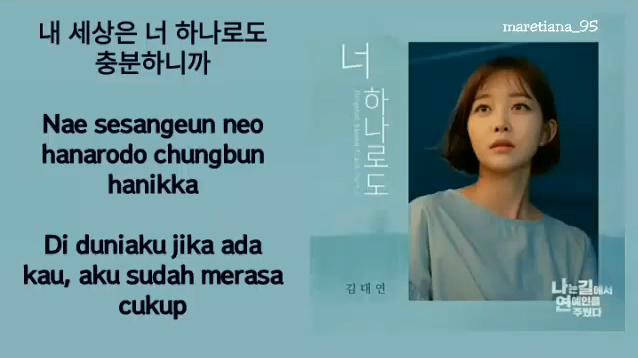 내 세상은 너 하나로도
충분하니까
Nae sesangeun neo
hanarodo chungbun
hanikka
Di duniaku jika ada
kau, aku sudah merasa
cukup
maretiana_95
너 하나로도
김대연
나는 길에서
연예인을
주웠다